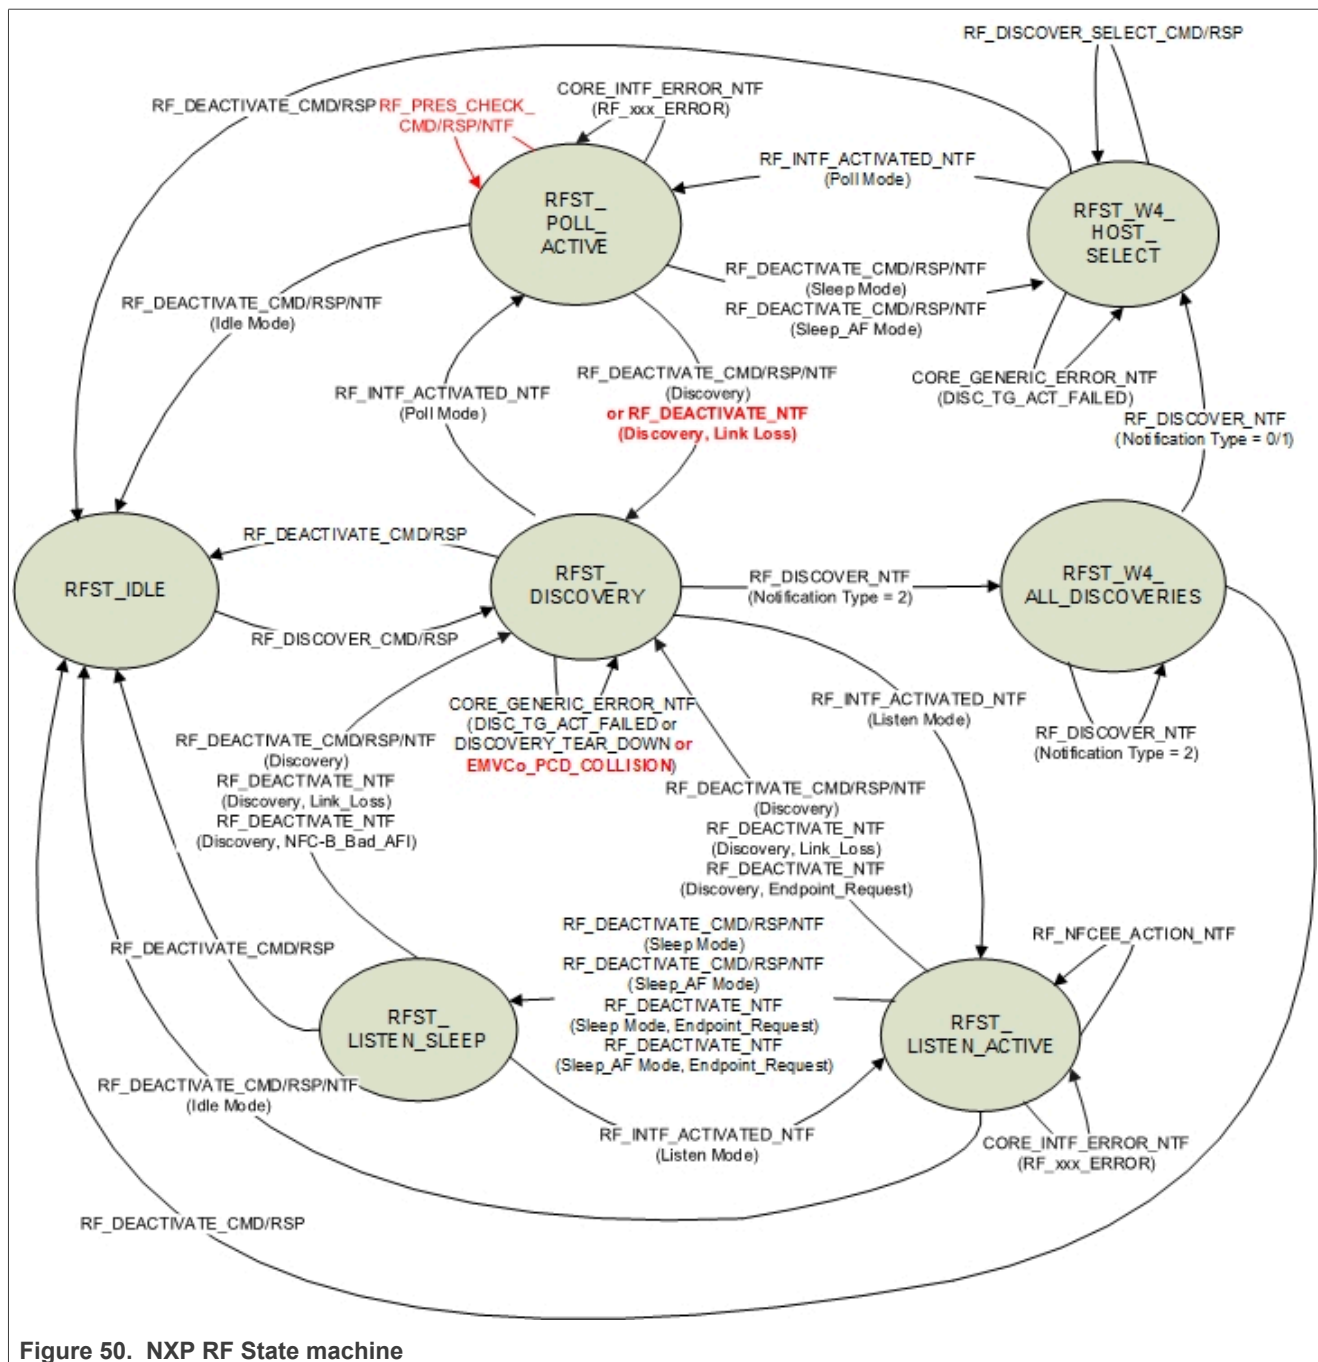 RF_DISCOVER_SELECT_CMD/RSP
CORE_INTF_ERROR_NTF
(RF_xxx_ERROR)
RF_DEACTIVATE_CMD/RSP
RF_PRES_CHECK_
CMD/RSP/NTF
RF_INTF_ACTIVATED_NTF
(Poll Mode)
RFST_
POLL_
ACTIVE
RFST_W4_
HOST_
SELECT
RF_DEACTIVATE_CMD/RSP/NTF
(Sleep Mode)
RF_DEACTIVATE_CMD/RSP/NTF
(Sleep_AF Mode)
RF_DEACTIVATE_CMD/RSP/NTF
(Idle Mode)
RF_INTF_ACTIVATED_NTF
(Poll Mode)
RF_DEACTIVATE_CMD/RSP/NTF
(Discovery)
or RF_DEACTIVATE_NTF
(Discovery, Link Loss)
CORE_GENERIC_ERROR_NTF
(DISC_TG_ACT_FAILED)
RF_DISCOVER_NTF
(Notification Type = 0/1)
RF_DEACTIVATE_CMD/RSP
RFST_IDLE
RFST_
DISCOVERY
RF_DISCOVER_NTF
(Notification Type = 2)
RFST_W4_
ALL_DISCOVERIES
RF_DISCOVER_CMD/RSP
CORE_GENERIC_ERROR_NTF
(DISC_TG_ACT_FAILED or
DISCOVERY_TEAR_DOWN or
EMVCo_PCD_COLLISION)
RF_INTF_ACTIVATED_NTF
(Listen Mode)
RF_DISCOVER_NTF
(Notification Type = 2)
RF_DEACTIVATE_CMD/RSP/NTF
(Discovery)
RF_DEACTIVATE_NTF
(Discovery, Link_Loss)
RF_DEACTIVATE_NTF
(Discovery, NFC-B_Bad_AFI)
RF_DEACTIVATE_CMD/RSP/NTF
(Discovery)
RF_DEACTIVATE_NTF
(Discovery, Link_Loss)
RF_DEACTIVATE_NTF
(Discovery, Endpoint_Request)
RF_DEACTIVATE_CMD/RSP
RF_DEACTIVATE_CMD/RSP/NTF
(Sleep Mode)
RF_DEACTIVATE_CMD/RSP/NTF
(Sleep_AF Mode)
RF_DEACTIVATE_NTF
(Sleep Mode, Endpoint_Request)
RF_DEACTIVATE_NTF
(Sleep_AF Mode, Endpoint_Request)
RF_NFCEE_ACTION_NTF
RFST_
LISTEN_SLEEP
RFST_
LISTEN_ACTIVE
RF_DEACTIVATE_CMD/RSP/NTF
(Idle Mode)
RF_INTF_ACTIVATED_NTF
(Listen Mode)
CORE_INTF_ERROR_NTF
(RF_xxx_ERROR)
RF_DEACTIVATE_CMD/RSP
Figure 50. NXP RF State machine